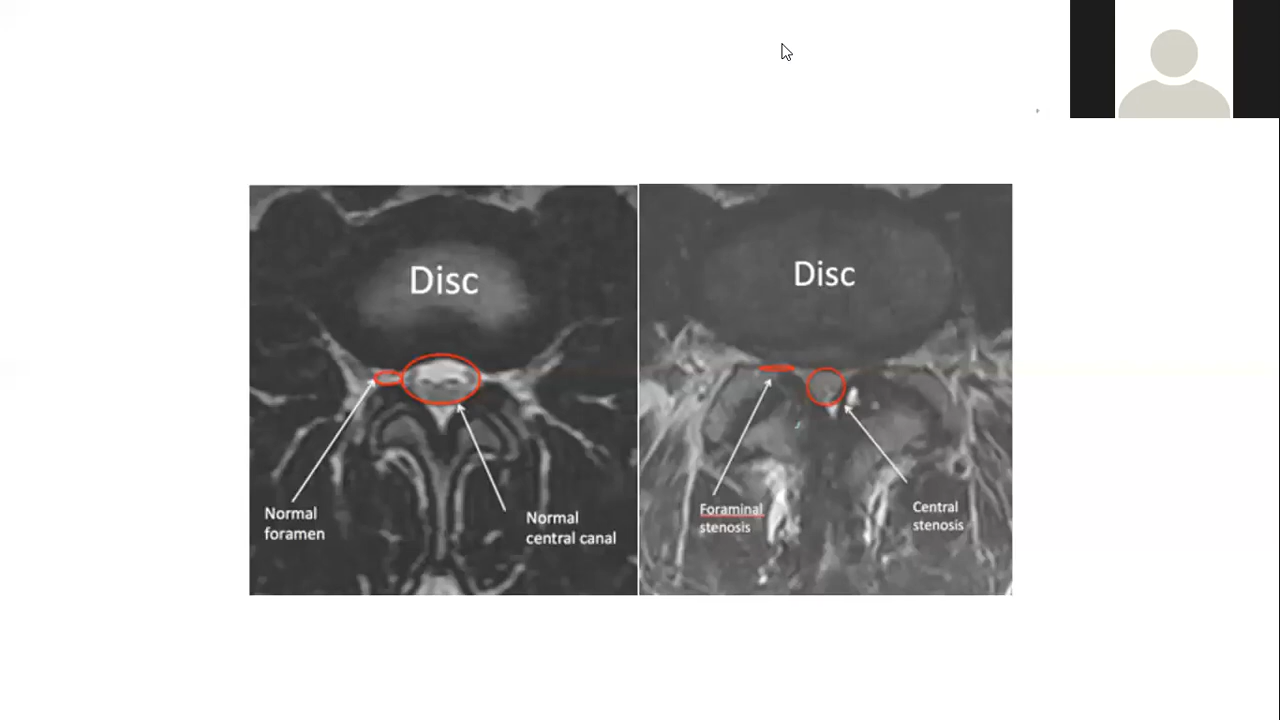 Disc
Normal
foramen
Normal
central canal
Disc
Foraminal
stenosis
Central
stenosis